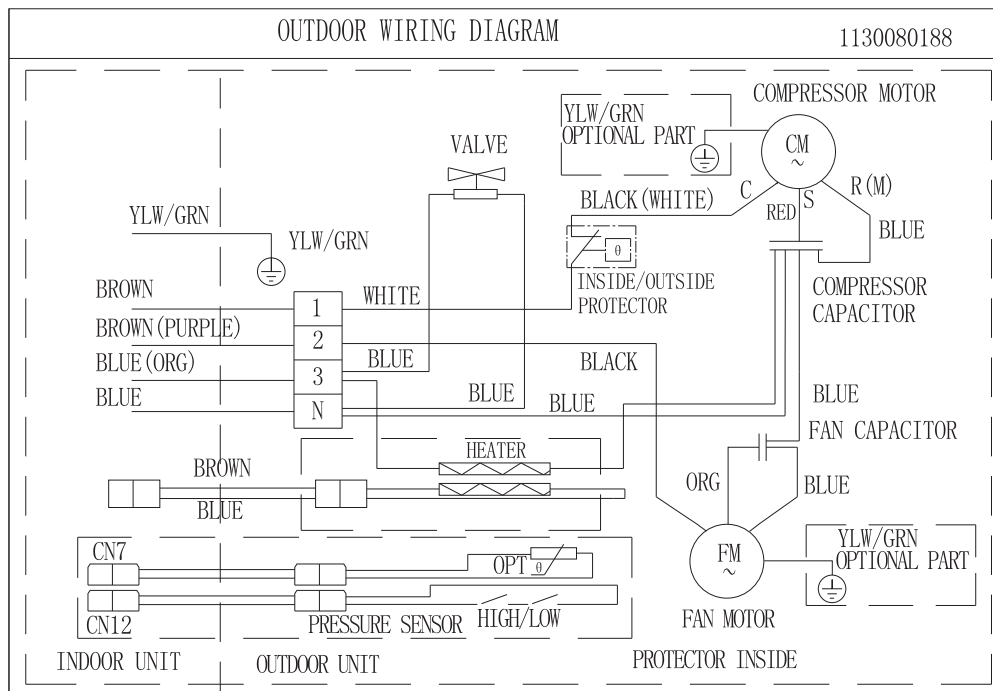 OUTDOOR WIRING DIAGRAM
1130080188
COMPRESSOR MOTOR
YLW/GRN
OPTIONAL PART
CM
~
VALVE
C
S
R(M)
BLACK(WHITE)
RED
BLUE
YLW/GRN
YLW/GRN
θ
INSIDE/OUTSIDE
PROTECTOR
COMPRESSOR
CAPACITOR
BROWN
1
WHITE
BROWN(PURPLE)
2
BLACK
BLUE(ORG)
3
BLUE
BLUE
N
BLUE
BLUE
BLUE
FAN CAPACITOR
HEATER
BROWN
BLUE
ORG
BLUE
YLW/GRN
OPTIONAL PART
FM
~
FAN MOTOR
CN7
OPT
θ
CN12
PRESSURE SENSOR
HIGH/LOW
INDOOR UNIT
OUTDOOR UNIT
PROTECTOR INSIDE